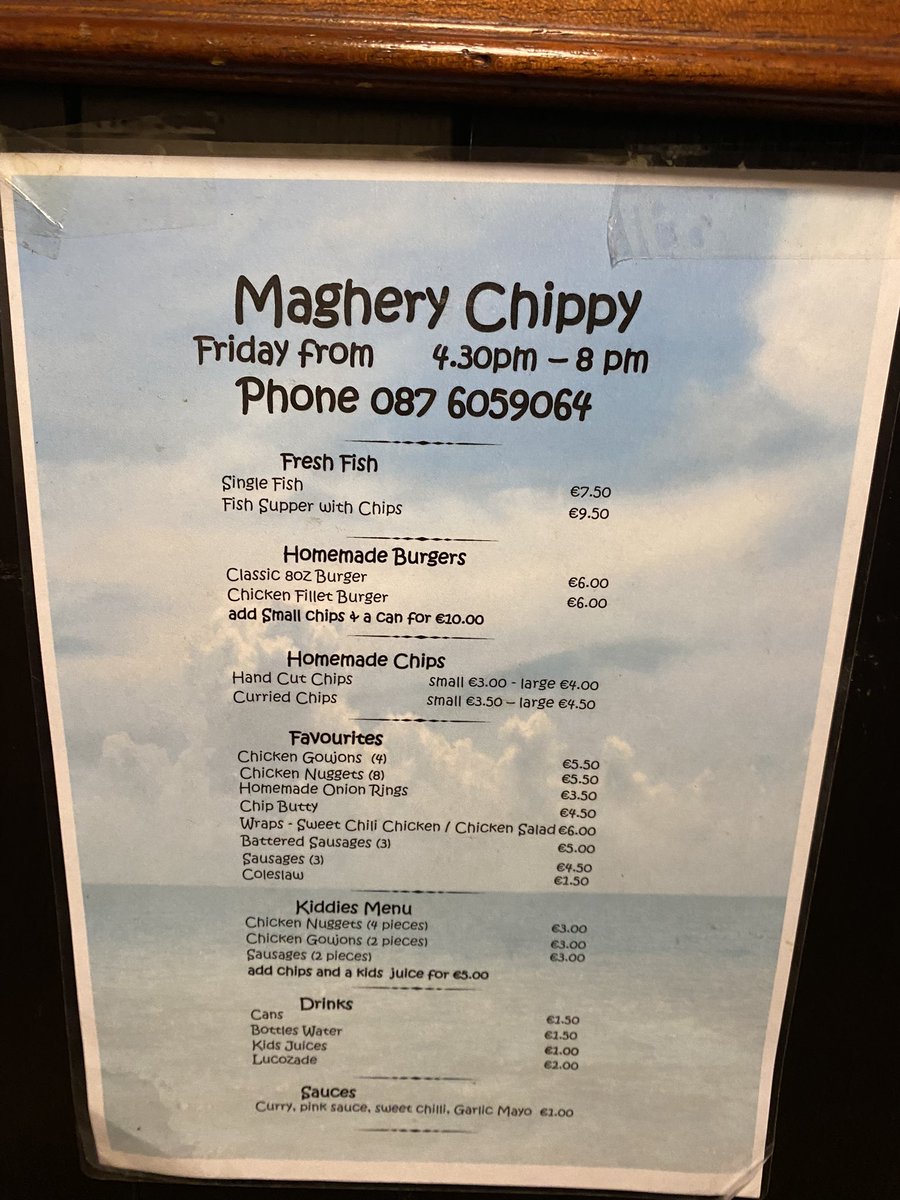 Maghery Chippy
Friday from 4.30pm – 8 pm
Phone 087 6059064
Fresh Fish
Single Fish €7.50
Fish Supper with Chips €9.50
Homemade Burgers
Classic 8oz Burger €6.00
Chicken Fillet Burger €6.00
add Small chips & a can for €10.00
Homemade Chips
Hand Cut Chips small €3.00 - large €4.00
Curried Chips small €3.50 – large €4.50
Favourites
Chicken Goujons (4) €5.50
Chicken Nuggets (8) €5.50
Homemade Onion Rings €3.50
Chip Butty €4.50
Wraps - Sweet Chili Chicken / Chicken Salad €6.00
Battered Sausages (3) €5.00
Sausages (3) €4.50
Coleslaw €1.50
Kiddies Menu
Chicken Nuggets (4 pieces) €3.00
Chicken Goujons (2 pieces) €3.00
Sausages (2 pieces) €3.00
add chips and a kids juice for €5.00
Drinks
Cans €1.50
Bottles Water €1.50
Kids Juices €1.00
Lucozade €2.00
Sauces
Curry, pink sauce, sweet chilli, Garlic Mayo €1.00